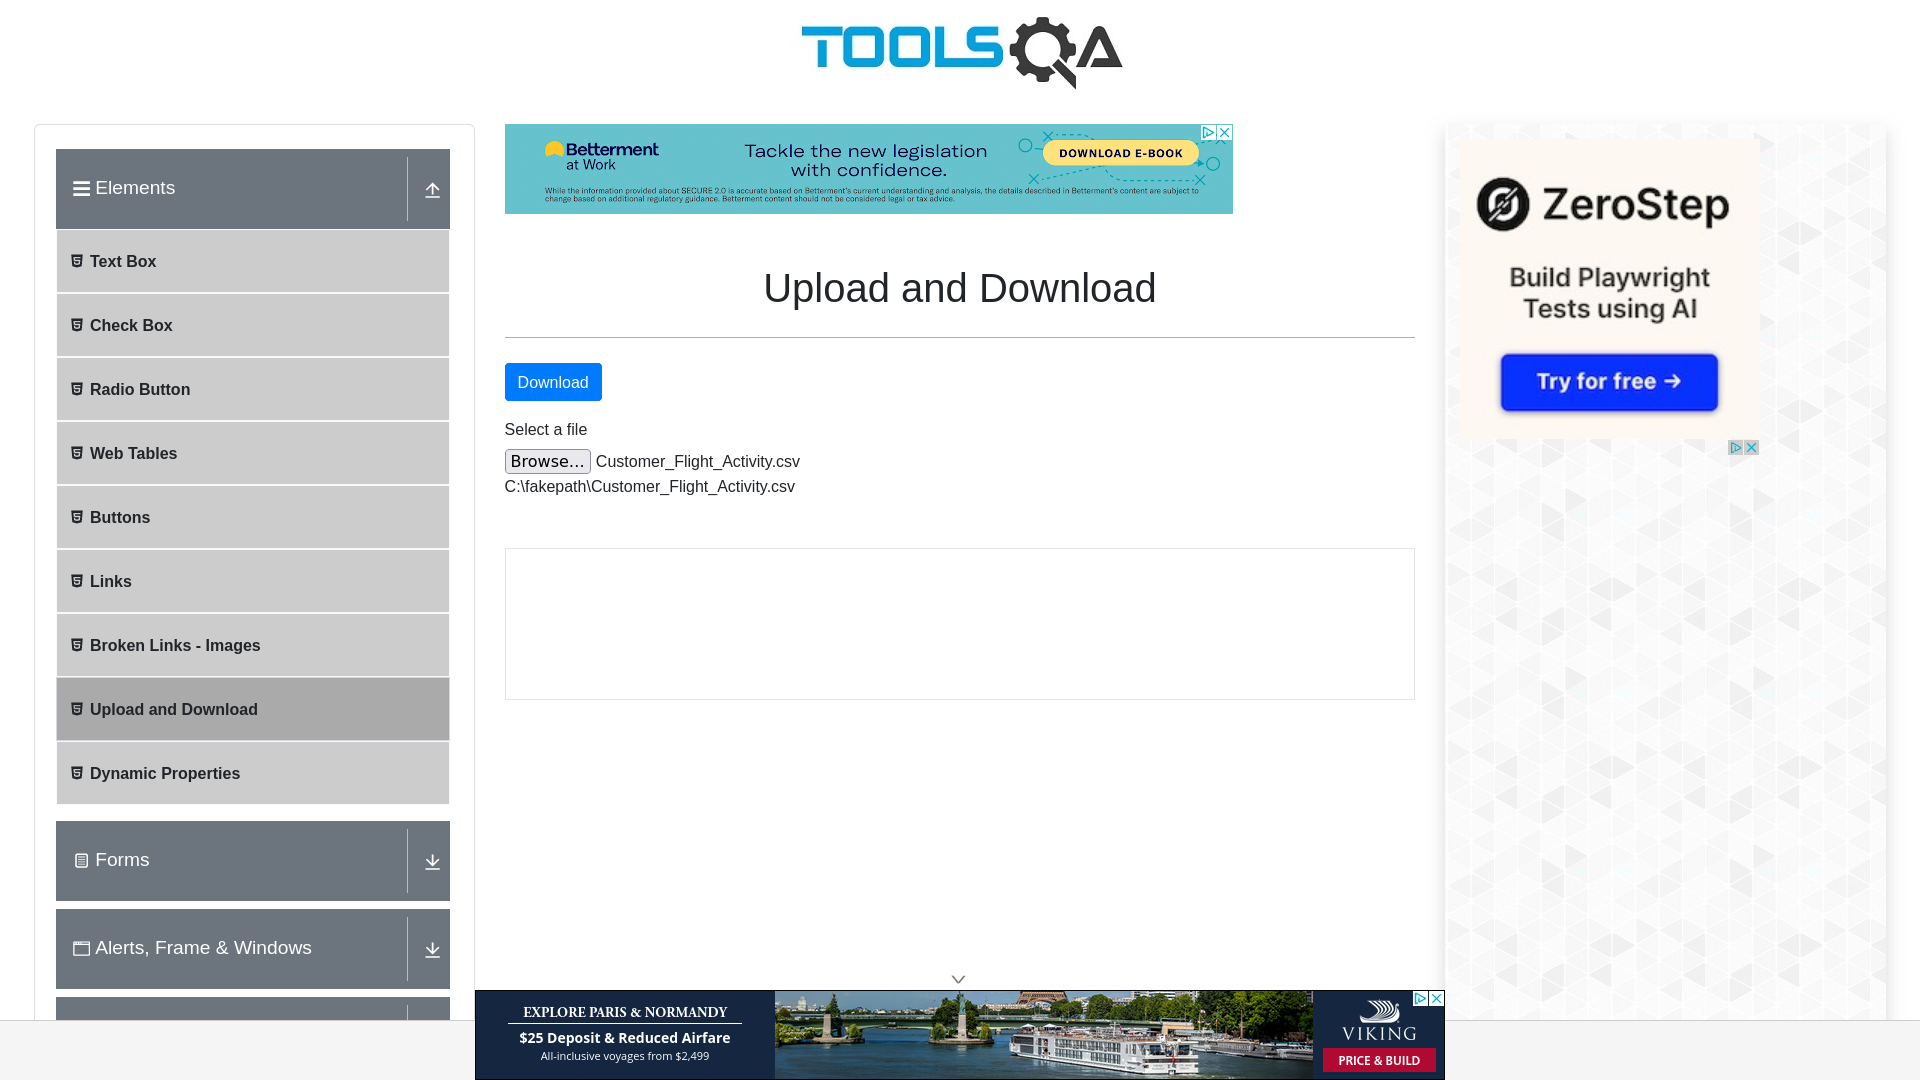 TOOLSQA
Elements
Text Box
Check Box
Radio Button
Web Tables
Buttons
Links
Broken Links - Images
Upload and Download
Dynamic Properties
Forms
Alerts, Frame & Windows
Betterment
at Work
Tackle the new legislation
with confidence.
DOWNLOAD E-BOOK
While the information provided about SECURE 2.0 is accurate based on Betterment's current understanding and analysis, the details described in Betterment's content are subject to
change based on additional regulatory guidance. Betterment content should not be considered legal or tax advice.
Upload and Download
Download
Select a file
Browse... Customer_Flight_Activity.csv
C:\fakepath\Customer_Flight_Activity.csv
ZeroStep
Build Playwright
Tests using AI
Try for free →
EXPLORE PARIS & NORMANDY
$25 Deposit & Reduced Airfare
All-inclusive voyages from $2,499
VIKING
PRICE & BUILD